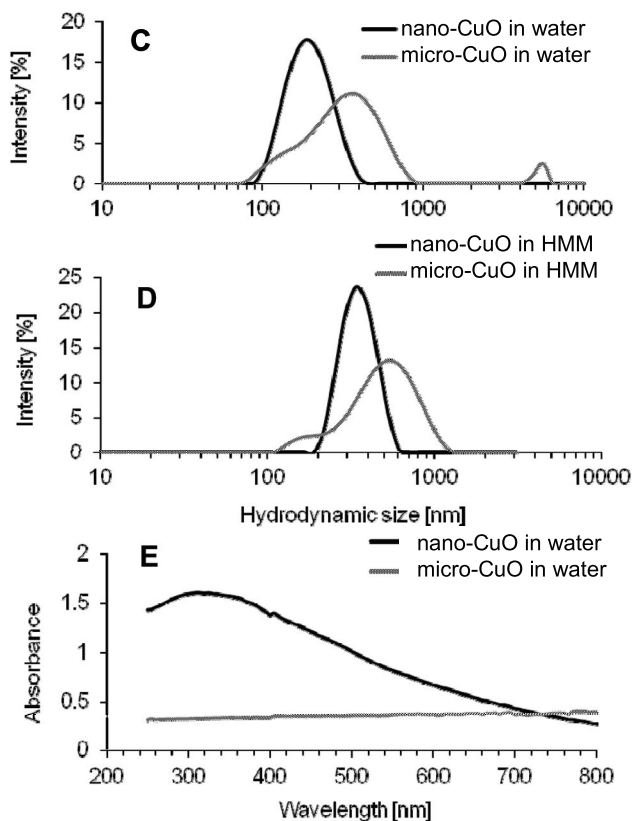 C
nano-CuO in water
micro-CuO in water
Intensity [%]
20
15
10
5
0
10 100 1000 10000
D
nano-CuO in HMM
micro-CuO in HMM
Intensity [%]
25
20
15
10
5
0
10 100 1000 10000
Hydrodynamic size [nm]
E
nano-CuO in water
micro-CuO in water
Absorbance
2
1.5
1
0.5
0
200 300 400 500 600 700 800
Wavelength [nm]